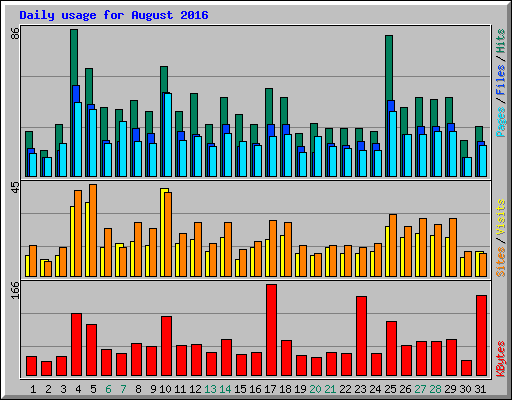 Daily usage for August 2016
86
Pages / Files / Hits
45
Sites / Visits
166
KBytes
1 2 3 4 5 6 7 8 9 10 11 12 13 14 15 16 17 18 19 20 21 22 23 24 25 26 27 28 29 30 31